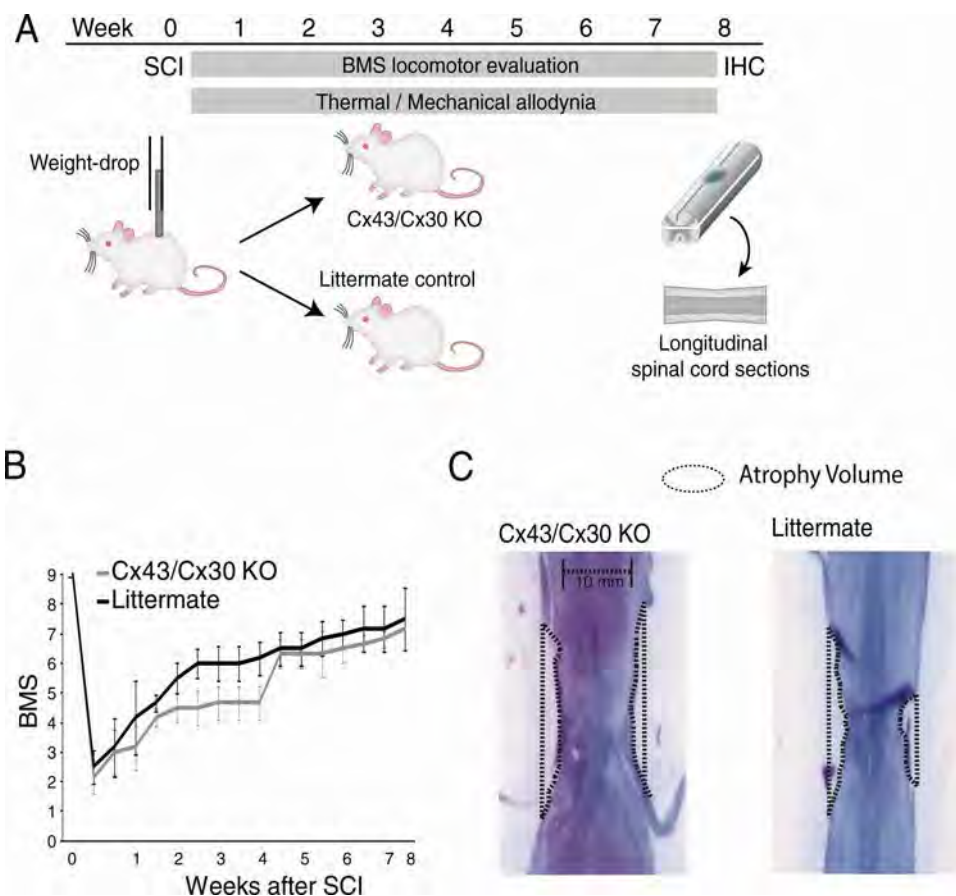 A
Week 0 1 2 3 4 5 6 7 8
SCI BMS locomotor evaluation IHC
Thermal / Mechanical allodynia
Weight-drop
Cx43/Cx30 KO
Littermate control
Longitudinal
spinal cord sections
B
Cx43/Cx30 KO
Littermate
BMS
9
8
7
6
5
4
3
2
1
0
0 1 2 3 4 5 7 8
Weeks after SCI
C
Atrophy Volume
Cx43/Cx30 KO
Littermate
10 mm